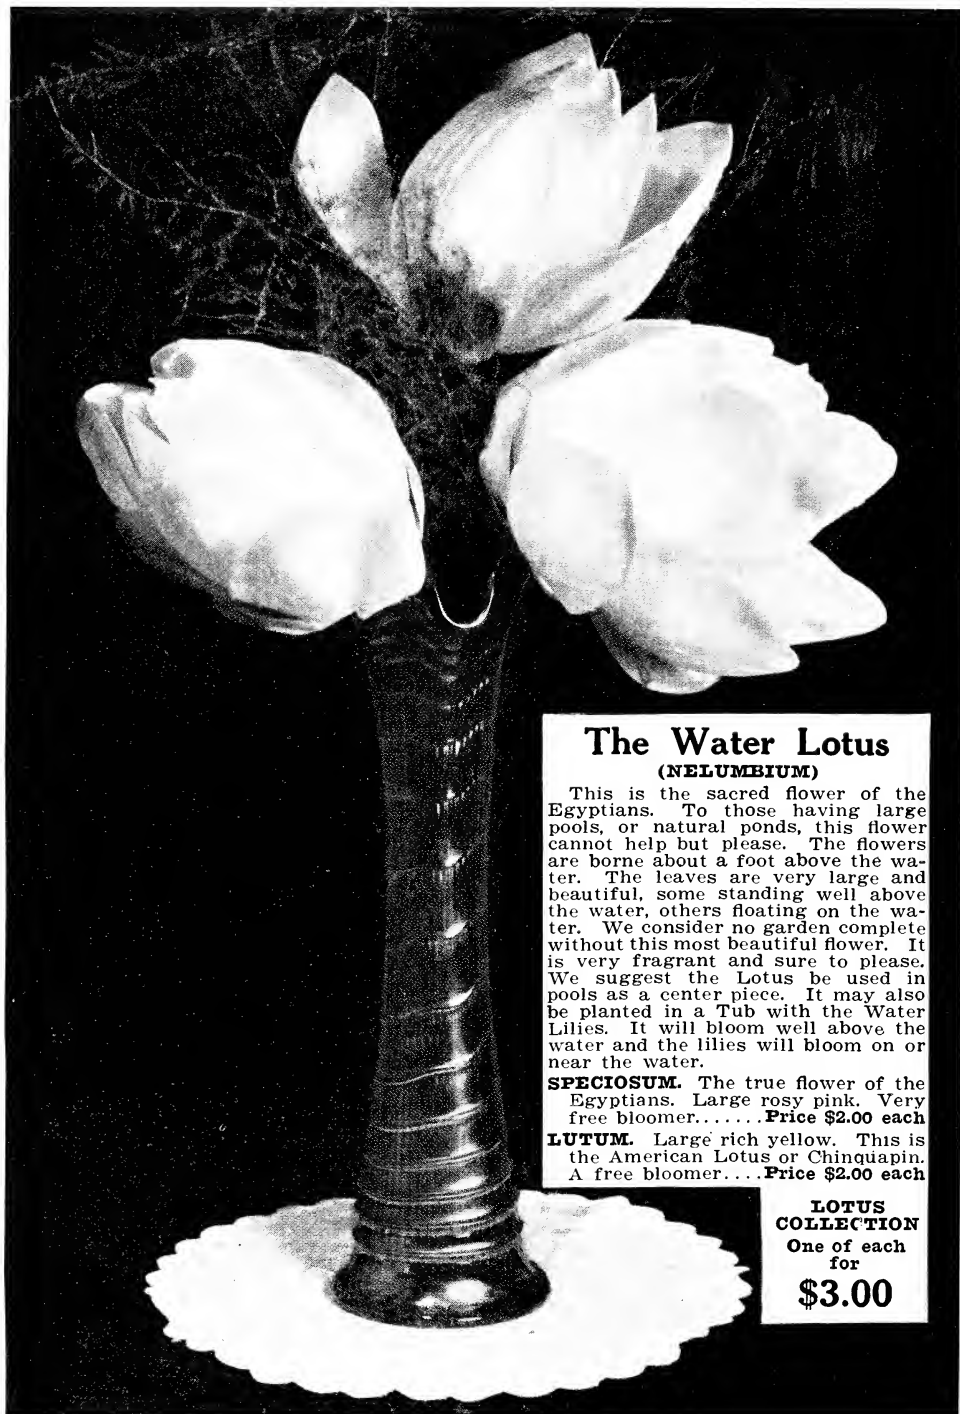 The Water Lotus
(NELUMBIUM)
This is the sacred flower of the
Egyptians. To those having large
pools, or natural ponds, this flower
cannot help but please. The flowers
are borne about a foot above the wa-
ter. The leaves are very large and
beautiful, some standing well above
the water, others floating on the wa-
ter. We consider no garden complete
without this most beautiful flower. It
is very fragrant and sure to please.
We suggest the Lotus be used in
pools as a center piece. It may also
be planted in a Tub with the Water
Lilies. It will bloom well above the
water and the lilies will bloom on or
near the water.
SPECIOSUM. The true flower of the
Egyptians. Large rosy pink. Very
free bloomer.......Price $2.00 each
LUTUM. Large rich yellow. This is
the American Lotus or Chinquapin.
A free bloomer....Price $2.00 each
LOTUS
COLLECTION
One of each
for
$3.00